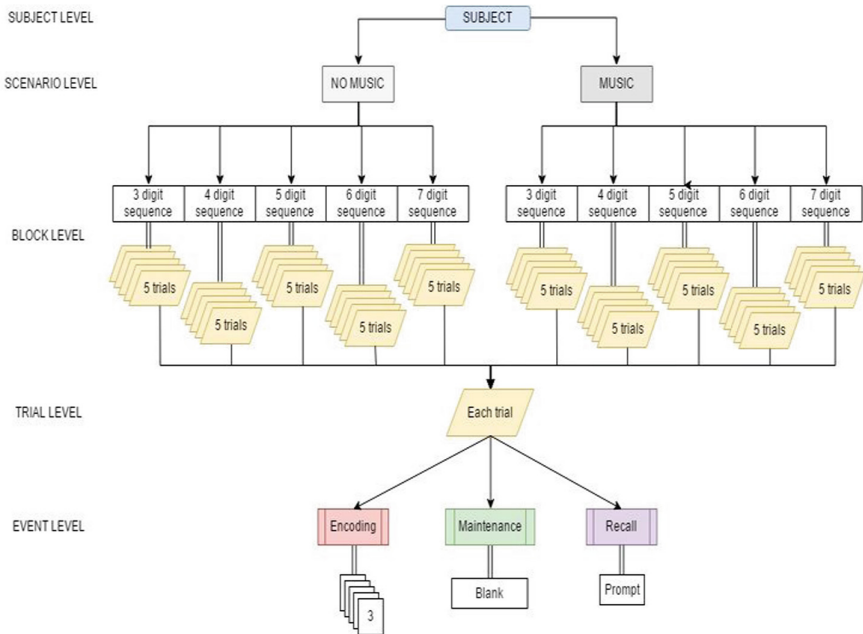 SUBJECT LEVEL
SUBJECT
SCENARIO LEVEL
NO MUSIC
MUSIC
BLOCK LEVEL
3 digit
sequence
4 digit
sequence
5 digit
sequence
6 digit
sequence
7 digit
sequence
3 digit
sequence
4 digit
sequence
5 digit
sequence
6 digit
sequence
7 digit
sequence
5 trials
5 trials
5 trials
5 trials
5 trials
5 trials
5 trials
5 trials
5 trials
5 trials
TRIAL LEVEL
Each trial
EVENT LEVEL
Encoding
Maintenance
Recall
3
Blank
Prompt